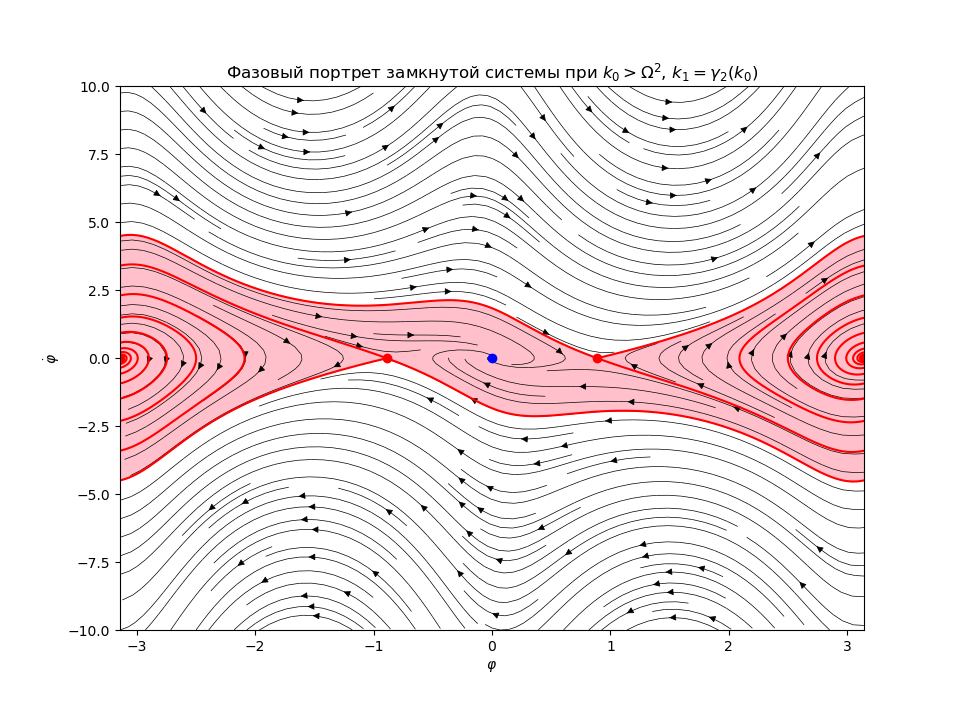 Фазовый портрет замкнутой системы при $k_0 > \Omega^2$, $k_1 = \gamma_2(k_0)$
10.0
7.5
5.0
2.5
0.0
−2.5
−5.0
−7.5
−10.0
$\dot{\varphi}$
−3 −2 −1 0 1 2 3
$\varphi$